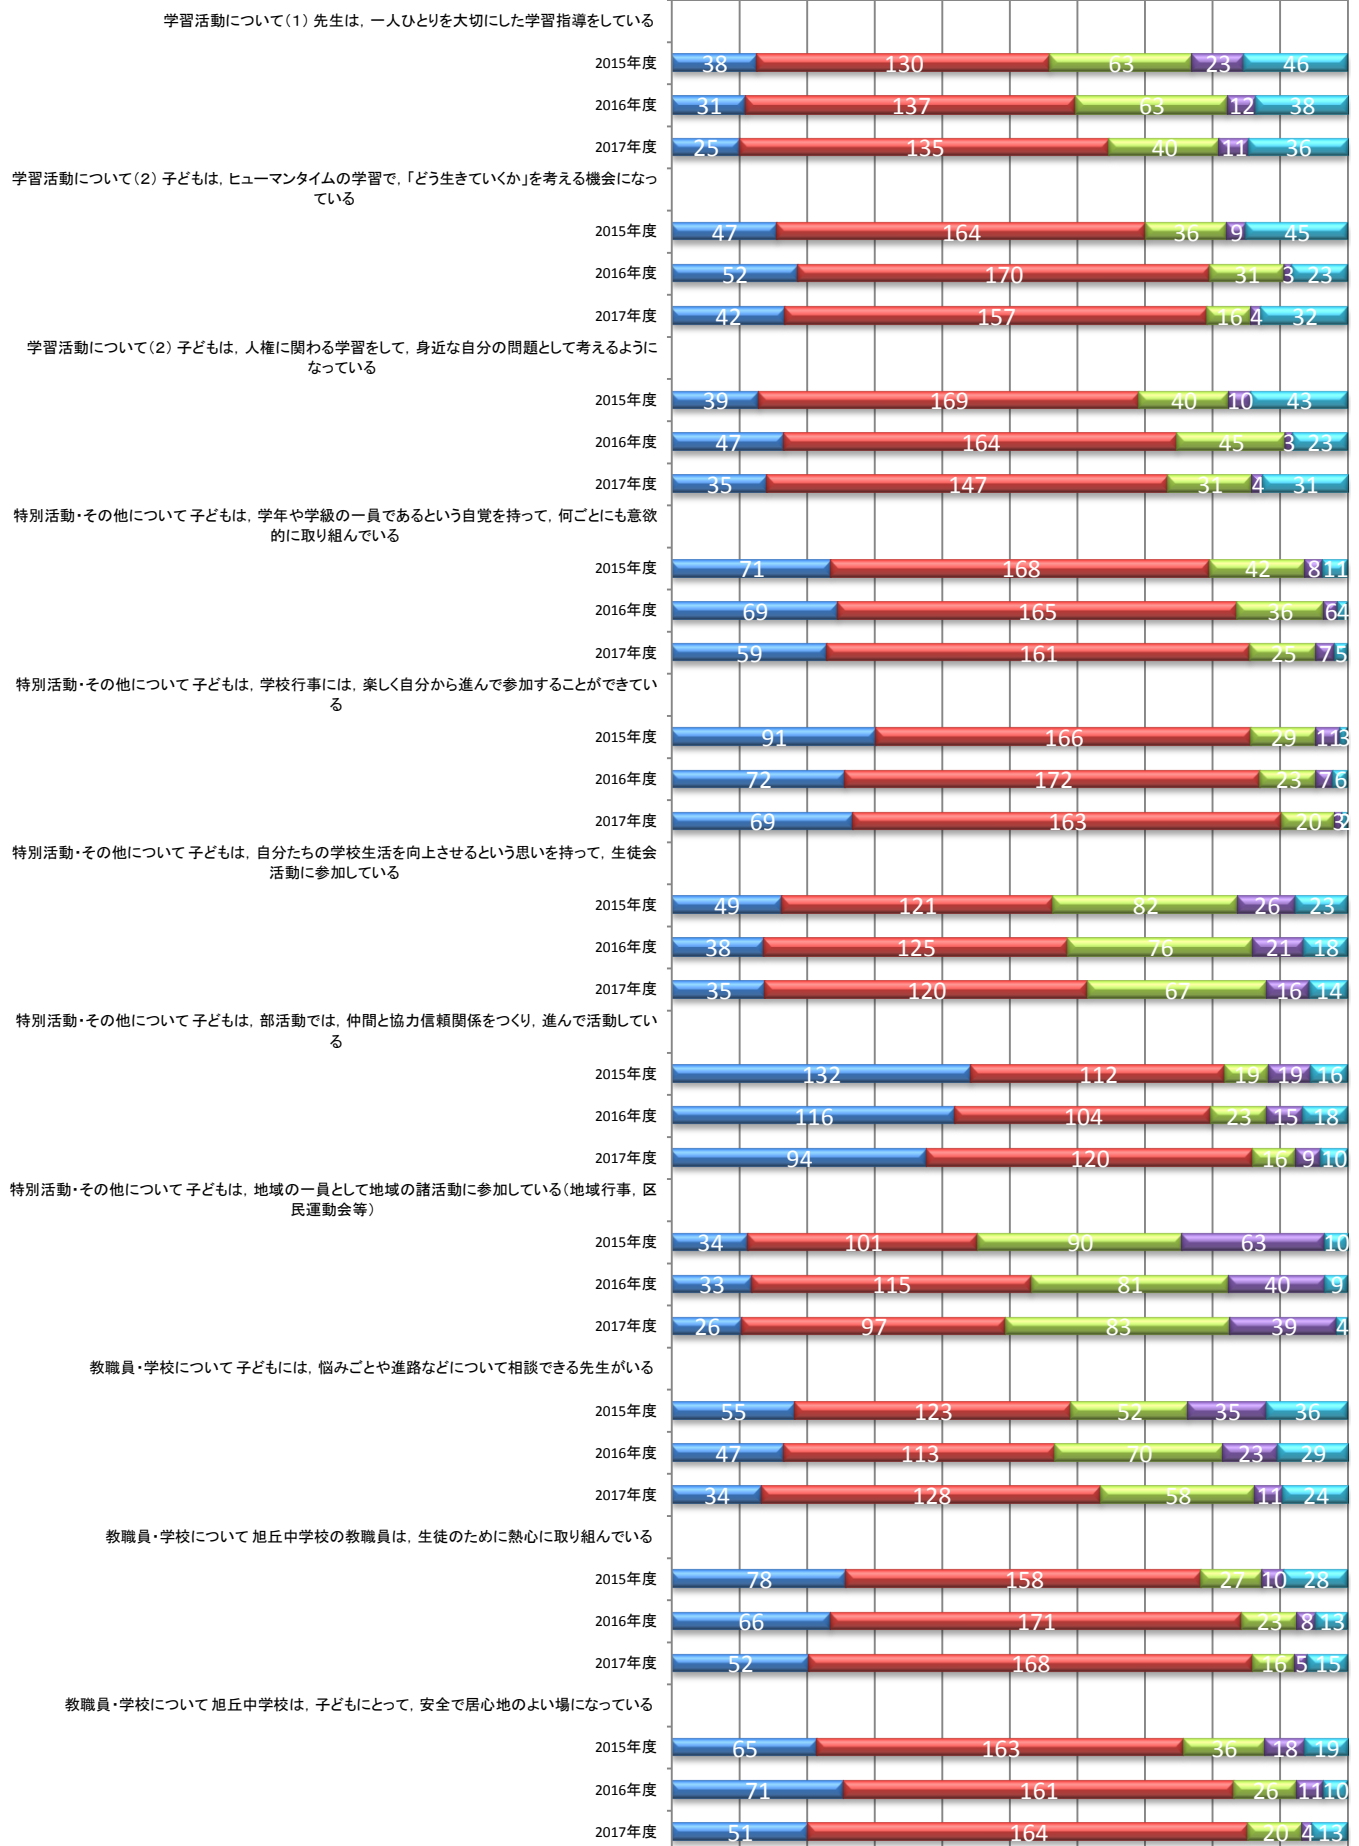 学習活動について(1) 先生は, 一人ひとりを大切にした学習指導をしている
2015年度 38 130 63 23 46
2016年度 31 137 63 12 38
2017年度 25 135 40 11 36
学習活動について(2) 子どもは, ヒューマンタイムの学習で, 「どう生きていくか」を考える機会になっ
ている
2015年度 47 164 36 9 45
2016年度 52 170 31 3 23
2017年度 42 157 16 4 32
学習活動について(2) 子どもは, 人権に関わる学習をして, 身近な自分の問題として考えるように
なっている
2015年度 39 169 40 10 43
2016年度 47 164 45 3 23
2017年度 35 147 31 4 31
特別活動・その他について 子どもは, 学年や学級の一員であるという自覚を持って, 何ごとにも意欲
的に取り組んでいる
2015年度 71 168 42 8 11
2016年度 69 165 36 6 4
2017年度 59 161 25 7 5
特別活動・その他について 子どもは, 学校行事には, 楽しく自分から進んで参加することができてい
る
2015年度 91 166 29 11 3
2016年度 72 172 23 7 6
2017年度 69 163 20 3 2
特別活動・その他について 子どもは, 自分たちの学校生活を向上させるという思いを持って, 生徒会
活動に参加している
2015年度 49 121 82 26 23
2016年度 38 125 76 21 18
2017年度 35 120 67 16 14
特別活動・その他について 子どもは, 部活動では, 仲間と協力信頼関係をつくり, 進んで活動してい
る
2015年度 132 112 19 19 16
2016年度 116 104 23 15 18
2017年度 94 120 16 9 10
特別活動・その他について 子どもは, 地域の一員として地域の諸活動に参加している(地域行事, 区
民運動会等)
2015年度 34 101 90 63 10
2016年度 33 115 81 40 9
2017年度 26 97 83 39 4
教職員・学校について 子どもには, 悩みごとや進路などについて相談できる先生がいる
2015年度 55 123 52 35 36
2016年度 47 113 70 23 29
2017年度 34 128 58 11 24
教職員・学校について 旭丘中学校の教職員は, 生徒のために熱心に取り組んでいる
2015年度 78 158 27 10 28
2016年度 66 171 23 8 13
2017年度 52 168 16 5 15
教職員・学校について 旭丘中学校は, 子どもにとって, 安全で居心地のよい場になっている
2015年度 65 163 36 18 19
2016年度 71 161 26 11 10
2017年度 51 164 20 4 13